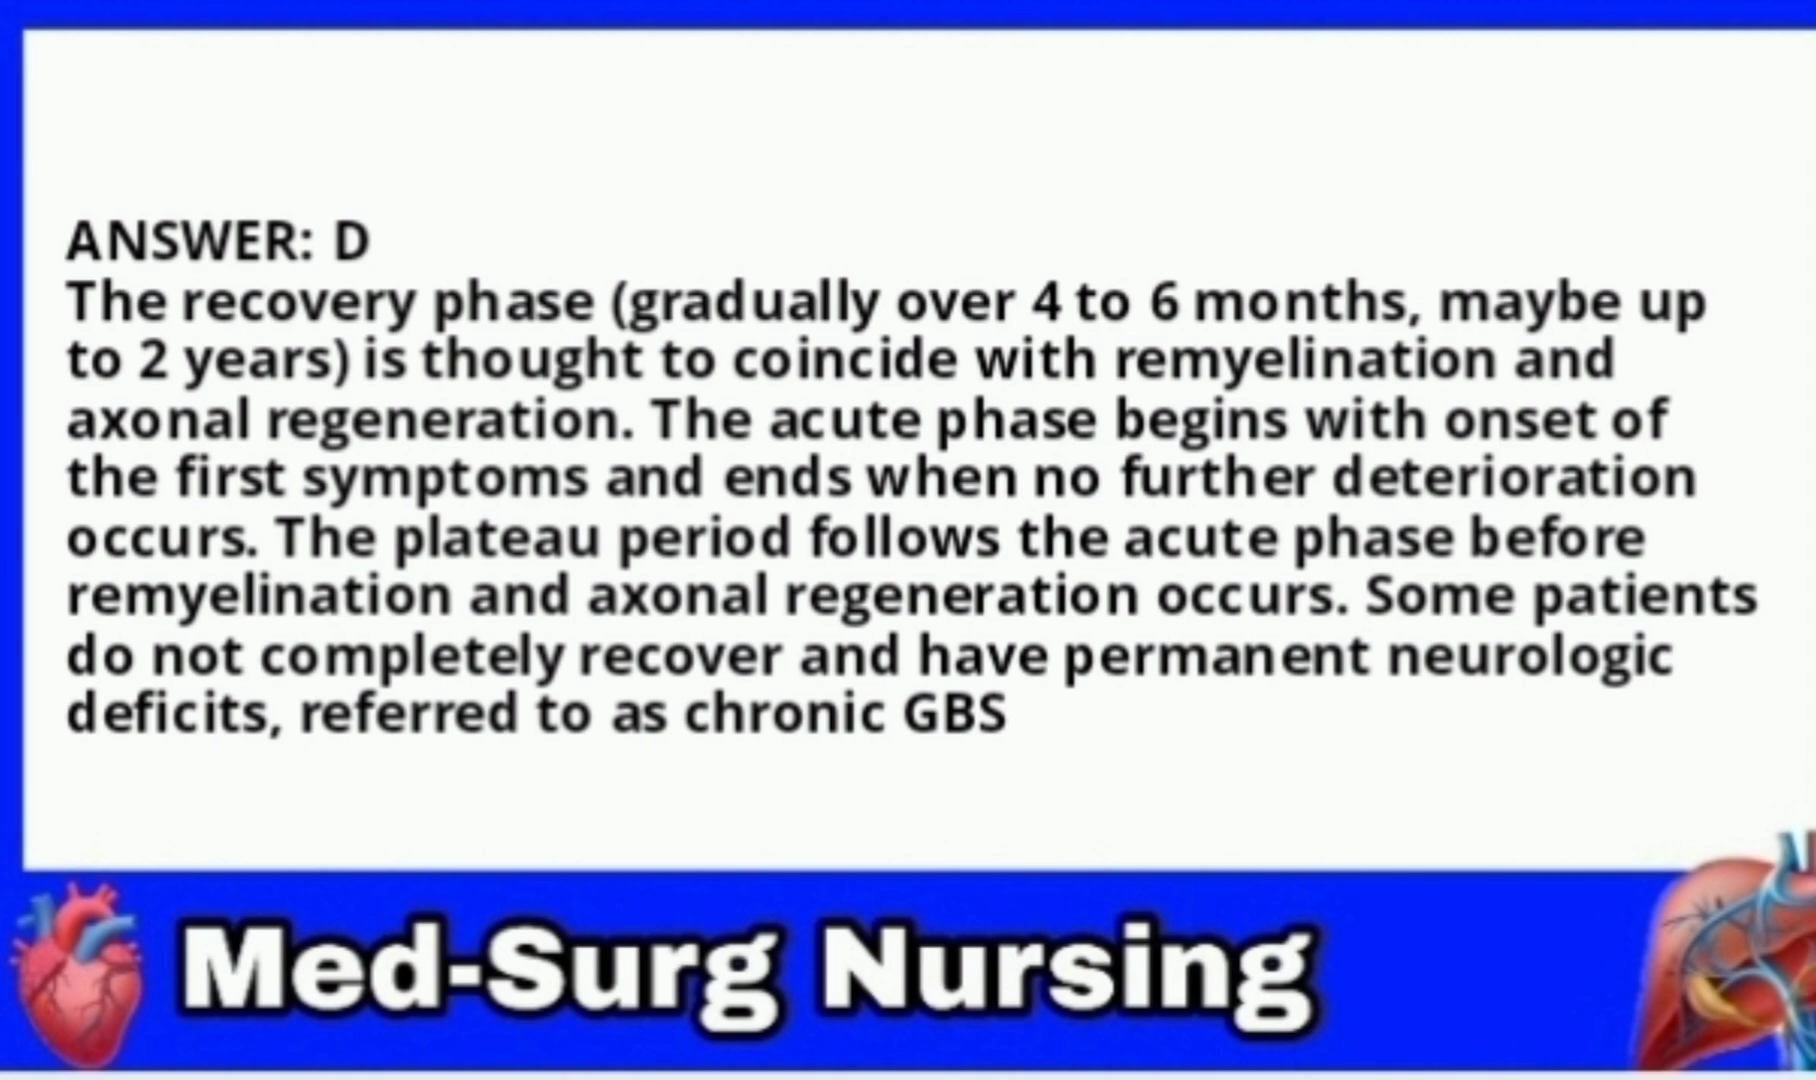 ANSWER: D
The recovery phase (gradually over 4 to 6 months, maybe up
to 2 years) is thought to coincide with remyelination and
axonal regeneration. The acute phase begins with onset of
the first symptoms and ends when no further deterioration
occurs. The plateau period follows the acute phase before
remyelination and axonal regeneration occurs. Some patients
do not completely recover and have permanent neurologic
deficits, referred to as chronic GBS
Med-Surg Nursing